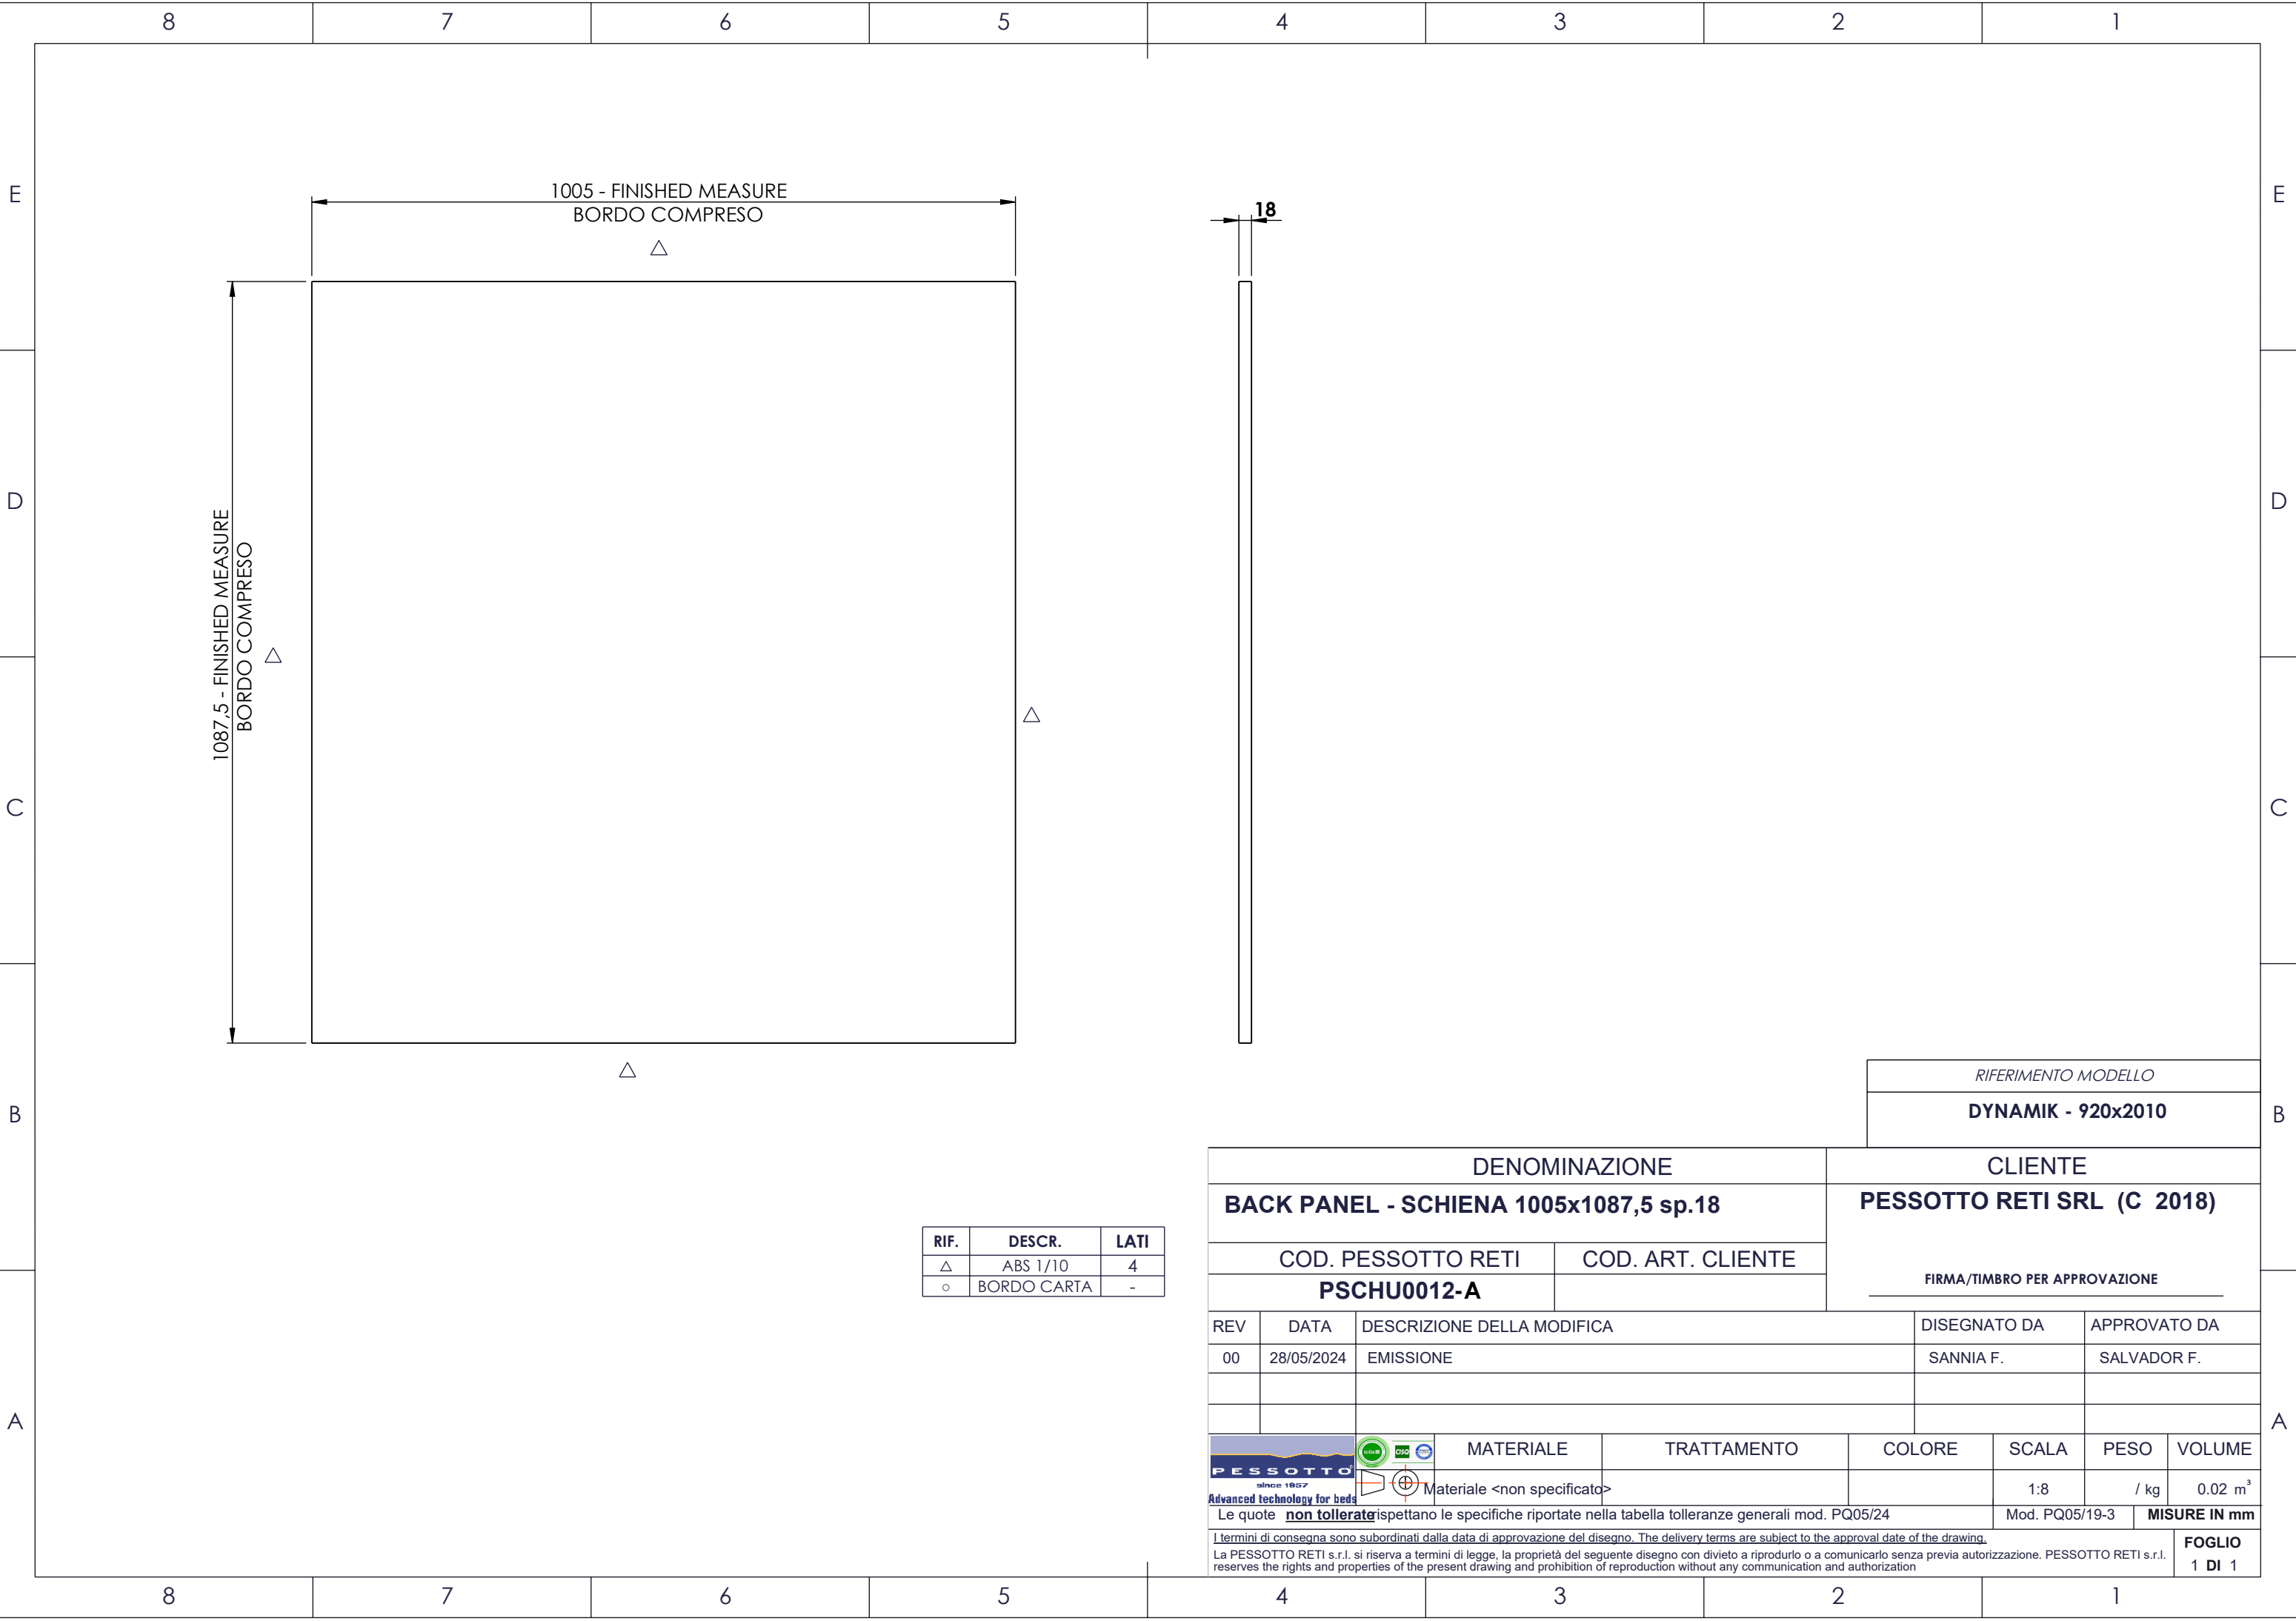 8 7 6 5 4 3 2 1
E E
1005 - FINISHED MEASURE
BORDO COMPRESO
△
18
D D
1087,5 - FINISHED MEASURE
BORDO COMPRESO
△
△
C C
△
B B
RIFERIMENTO MODELLO
DYNAMIK - 920x2010
DENOMINAZIONE CLIENTE
BACK PANEL - SCHIENA 1005x1087,5 sp.18 PESSOTTO RETI SRL (C 2018)
RIF. DESCR. LATI
△ ABS 1/10 4
○ BORDO CARTA -
COD. PESSOTTO RETI COD. ART. CLIENTE
PSCHU0012-A
FIRMA/TIMBRO PER APPROVAZIONE
REV DATA DESCRIZIONE DELLA MODIFICA DISEGNATO DA APPROVATO DA
00 28/05/2024 EMISSIONE SANNIA F. SALVADOR F.
A A
PESSOTTO
since 1957
Advanced technology for beds
CISQ
MATERIALE TRATTAMENTO COLORE SCALA PESO VOLUME
Materiale <non specificato> 1:8 / kg 0.02 m³
Le quote non tollerate rispettano le specifiche riportate nella tabella tolleranze generali mod. PQ05/24 Mod. PQ05/19-3 MISURE IN mm
I termini di consegna sono subordinati dalla data di approvazione del disegno. The delivery terms are subject to the approval date of the drawing.
La PESSOTTO RETI s.r.l. si riserva a termini di legge, la proprietà del seguente disegno con divieto a riprodurlo o a comunicarlo senza previa autorizzazione. PESSOTTO RETI s.r.l.
reserves the rights and properties of the present drawing and prohibition of reproduction without any communication and authorization
FOGLIO
1 DI 1
8 7 6 5 4 3 2 1